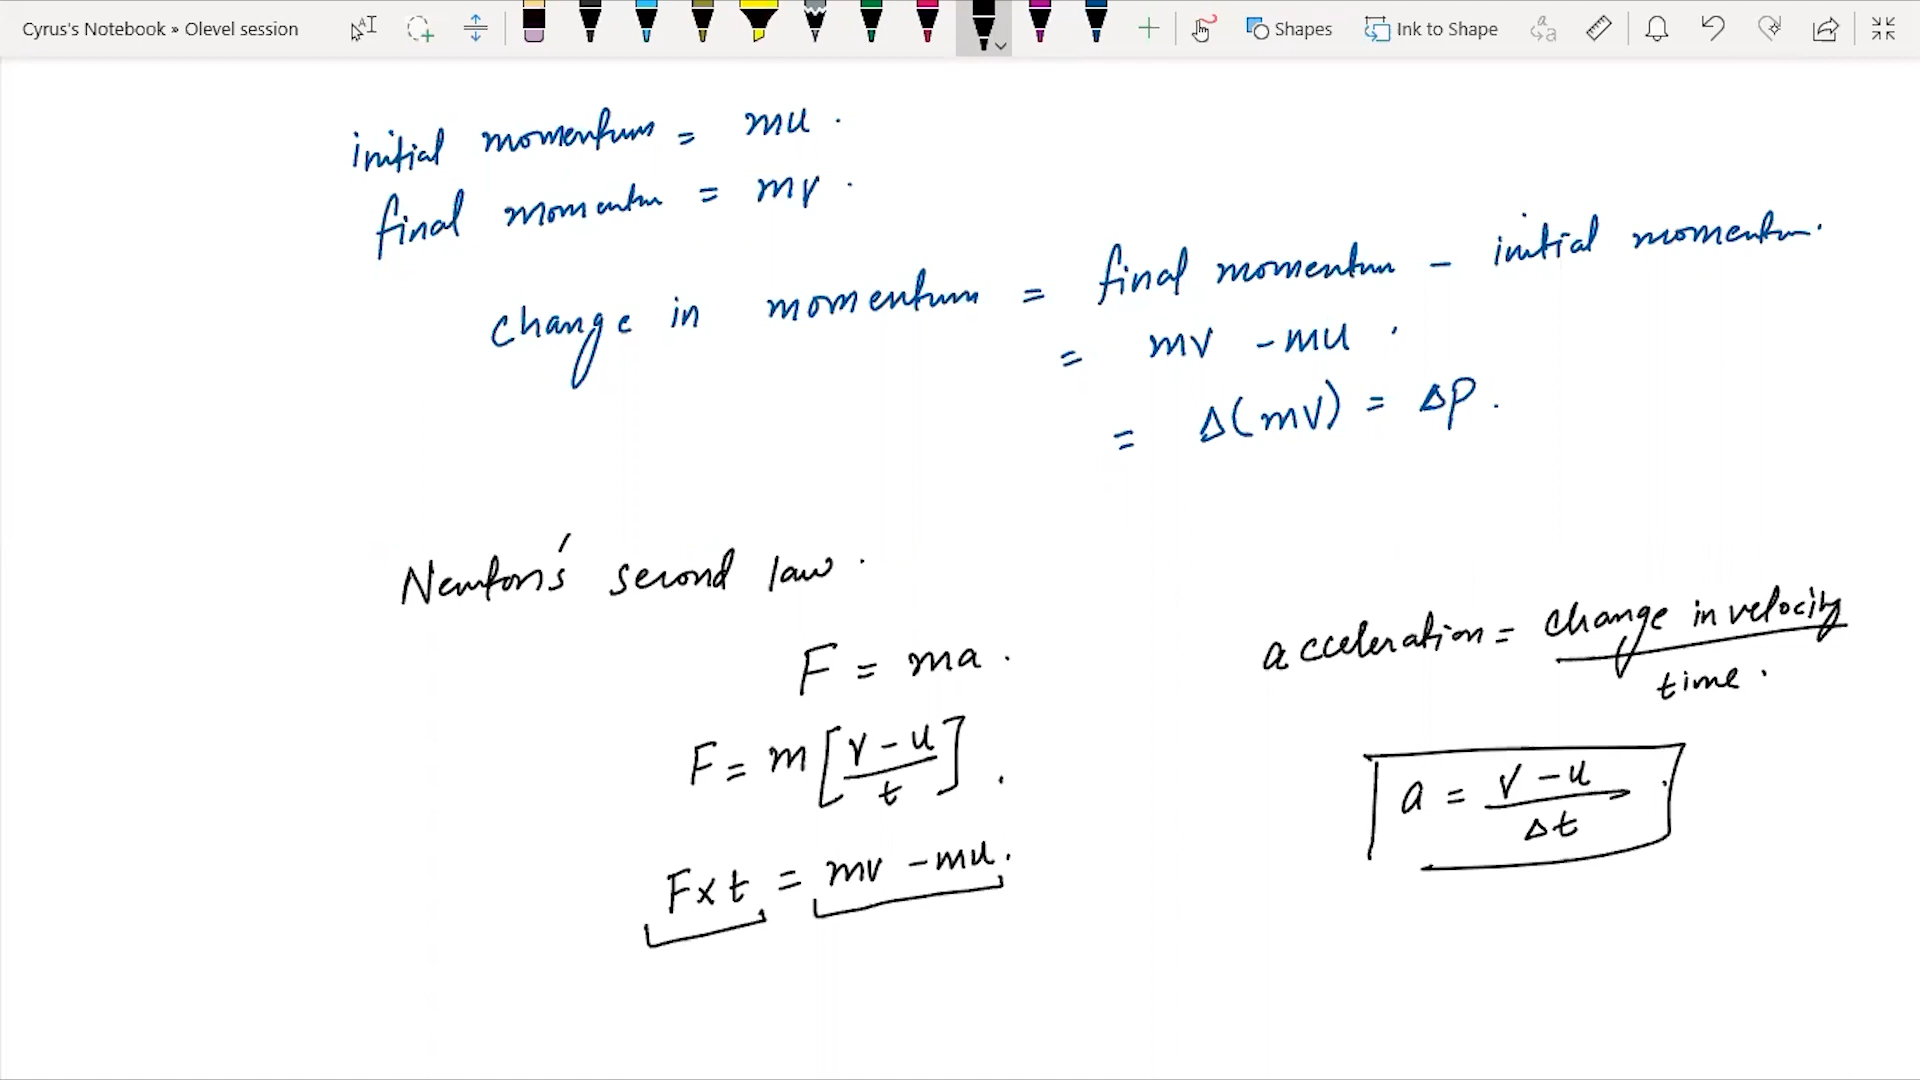 Cyrus's Notebook » Olevel session
Shapes
Ink to Shape
initial momentum = mu.
final momentum = mv.
change in momentum = final momentum - initial momentum.
= mv - mu.
= Δ(mv) = Δp.
Newton's second law.
F = ma.
F = m[v-u/t].
F×t = mv - mu.
acceleration = change in velocity
time.
a = v-u/Δt.